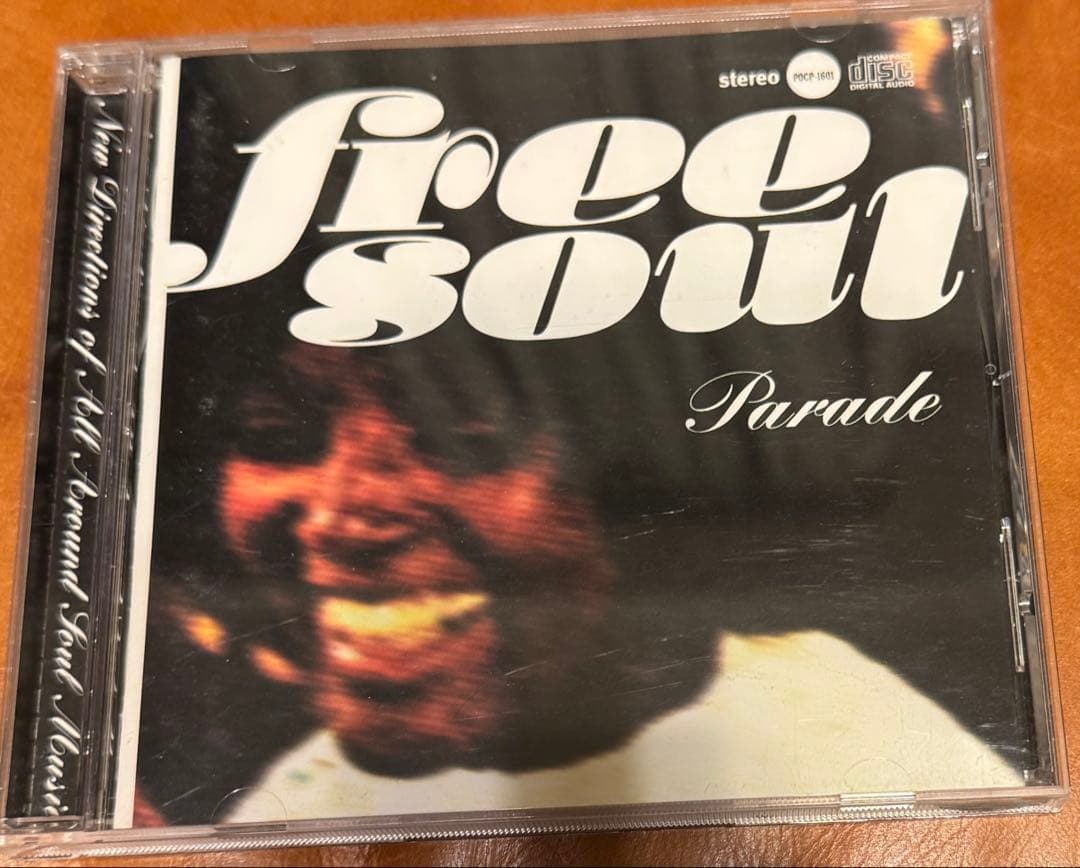 stereo
POCP-1601
COMPACT
disc
DIGITAL AUDIO
free
soul
Parade
New Directions of All Around Soul Music